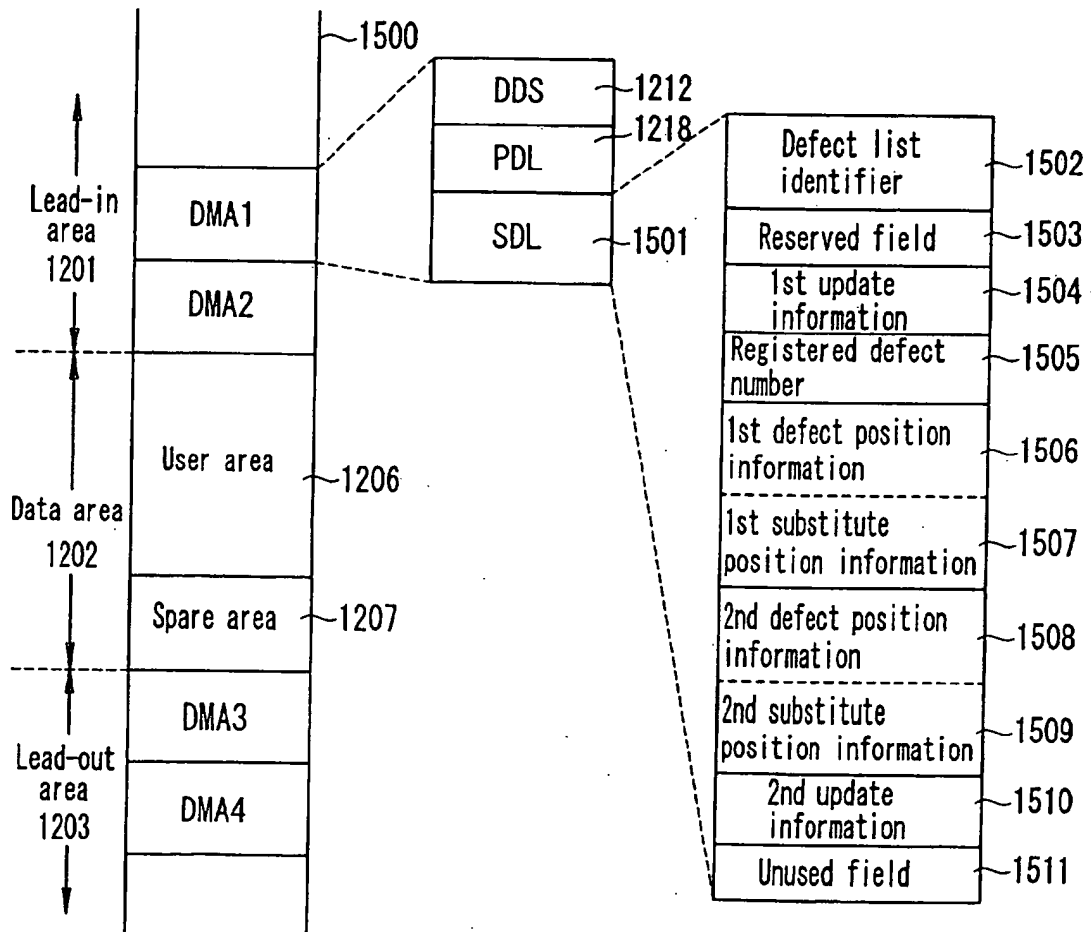 1500
Lead-in
area
1201
DMA1
DMA2
Data area
1202
User area
1206
Spare area
1207
Lead-out
area
1203
DMA3
DMA4
DDS
1212
PDL
1218
SDL
1501
Defect list
identifier
1502
Reserved field
1503
1st update
information
1504
Registered defect
number
1505
1st defect position
information
1506
1st substitute
position information
1507
2nd defect position
information
1508
2nd substitute
position information
1509
2nd update
information
1510
Unused field
1511